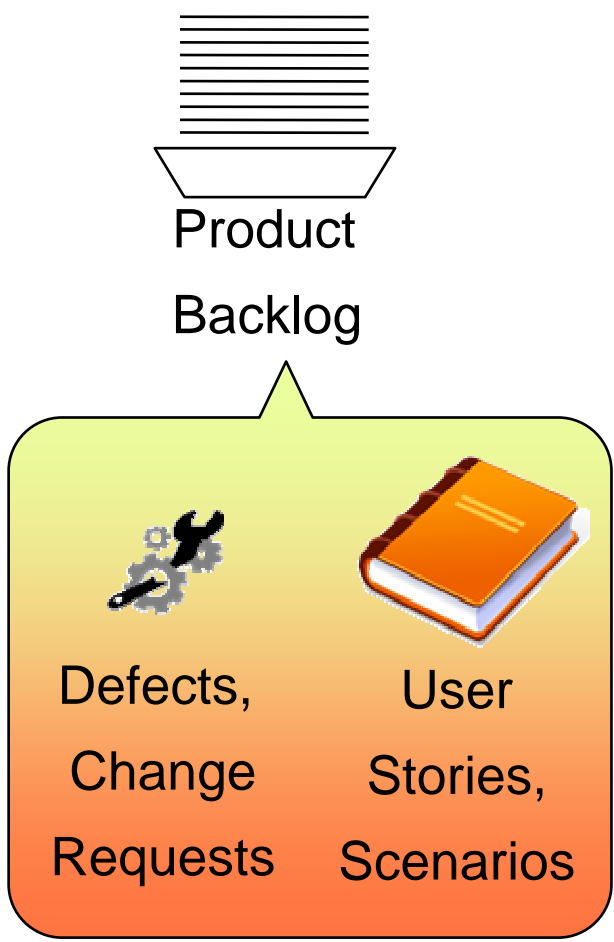 Product
Backlog
Defects,
Change
Requests
User
Stories,
Scenarios